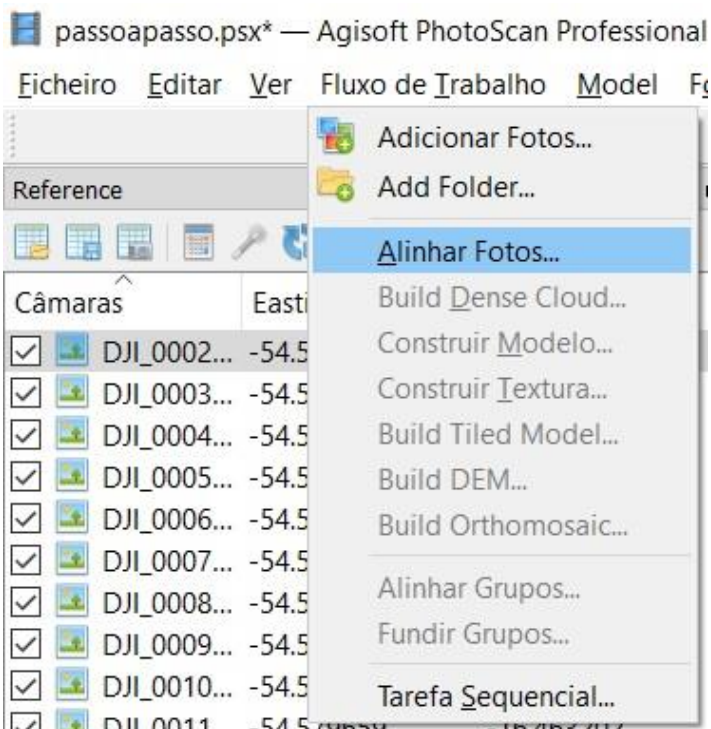 passoapasso.psx* — Agisoft PhotoScan Professional
Ficheiro Editar Ver Fluxo de Trabalho Model
Adicionar Fotos...
Reference
Add Folder...
Alinhar Fotos...
Câmaras Easti
Build Dense Cloud...
Construir Modelo...
DJI_0002... -54.5
Construir Textura...
DJI_0003... -54.5
DJI_0004... -54.5
Build Tiled Model...
DJI_0005... -54.5
Build DEM...
DJI_0006... -54.5
Build Orthomosaic...
DJI_0007... -54.5
DJI_0008... -54.5
Alinhar Grupos...
DJI_0009... -54.5
Fundir Grupos...
DJI_0010... -54.5
Tarefa Sequencial...
DJI_0011